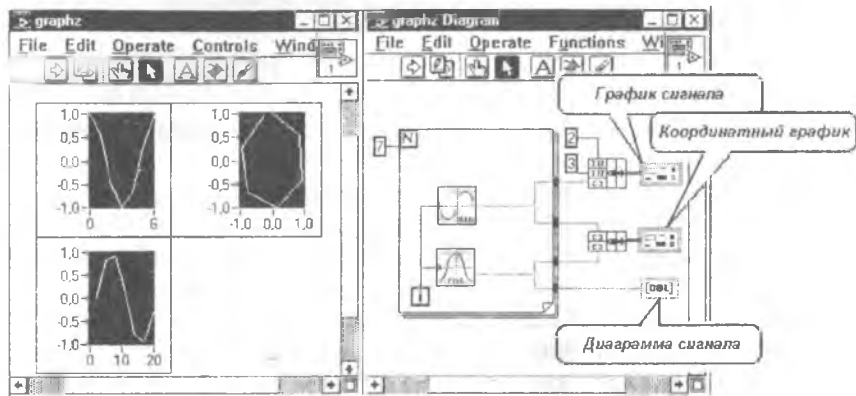 graphz
File Edit Operate Controls Wind
1
1,0
0,5
0,0
-0,5
-1,0
0 6
1,0
0,5
0,0
-0,5
-1,0
-1,0 0,0 1,0
1,0
0,5
0,0
-0,5
-1,0
0 10 20
graphz Diagram
File Edit Operate Functions Wi
1
График сигнала
Координатный график
7 N
2
3
i
[DBL]
Диаграмма сигнала